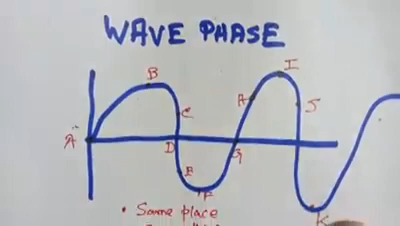 WAVE PHASE
B I
A C H J
D G
E
F K
• Same place